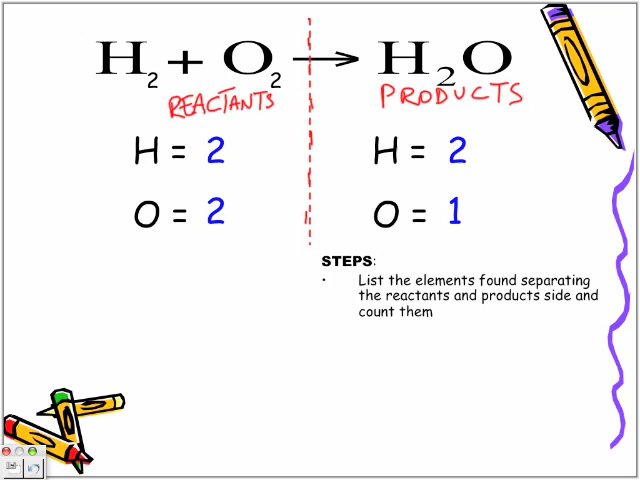 H₂ + O₂ → H₂O
REACTANTS PRODUCTS
H = 2 H = 2
O = 2 O = 1
STEPS:
• List the elements found separating
the reactants and products side and
count them